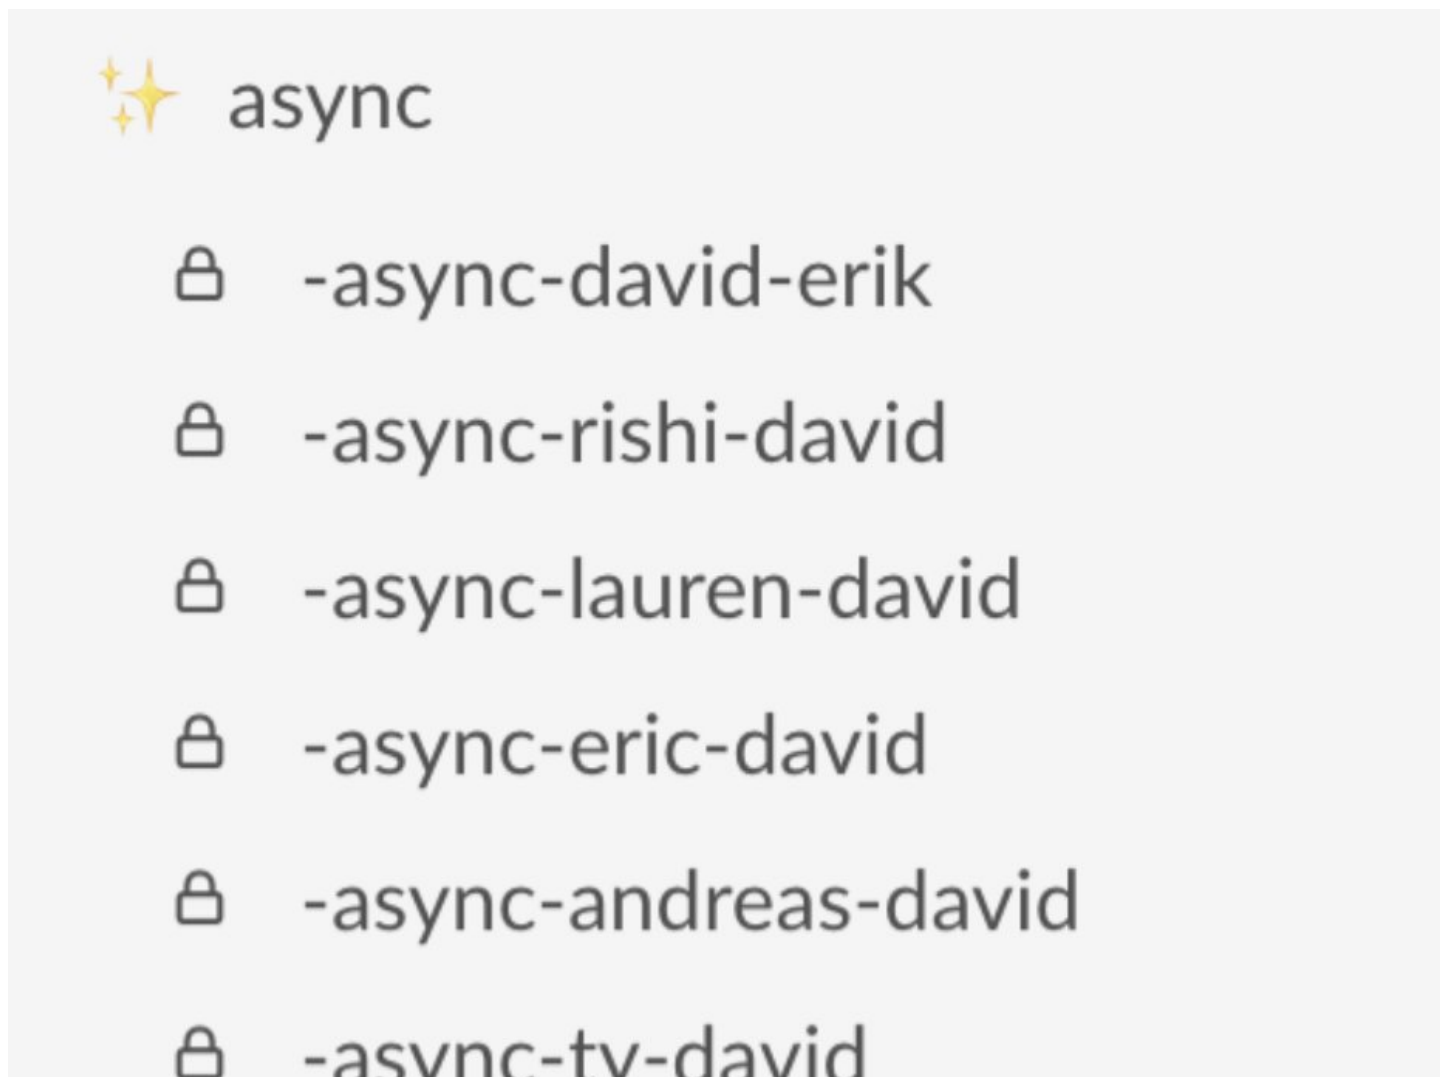 ✨ async
-async-david-erik
-async-rishi-david
-async-lauren-david
-async-eric-david
-async-andreas-david
-async-ty-david